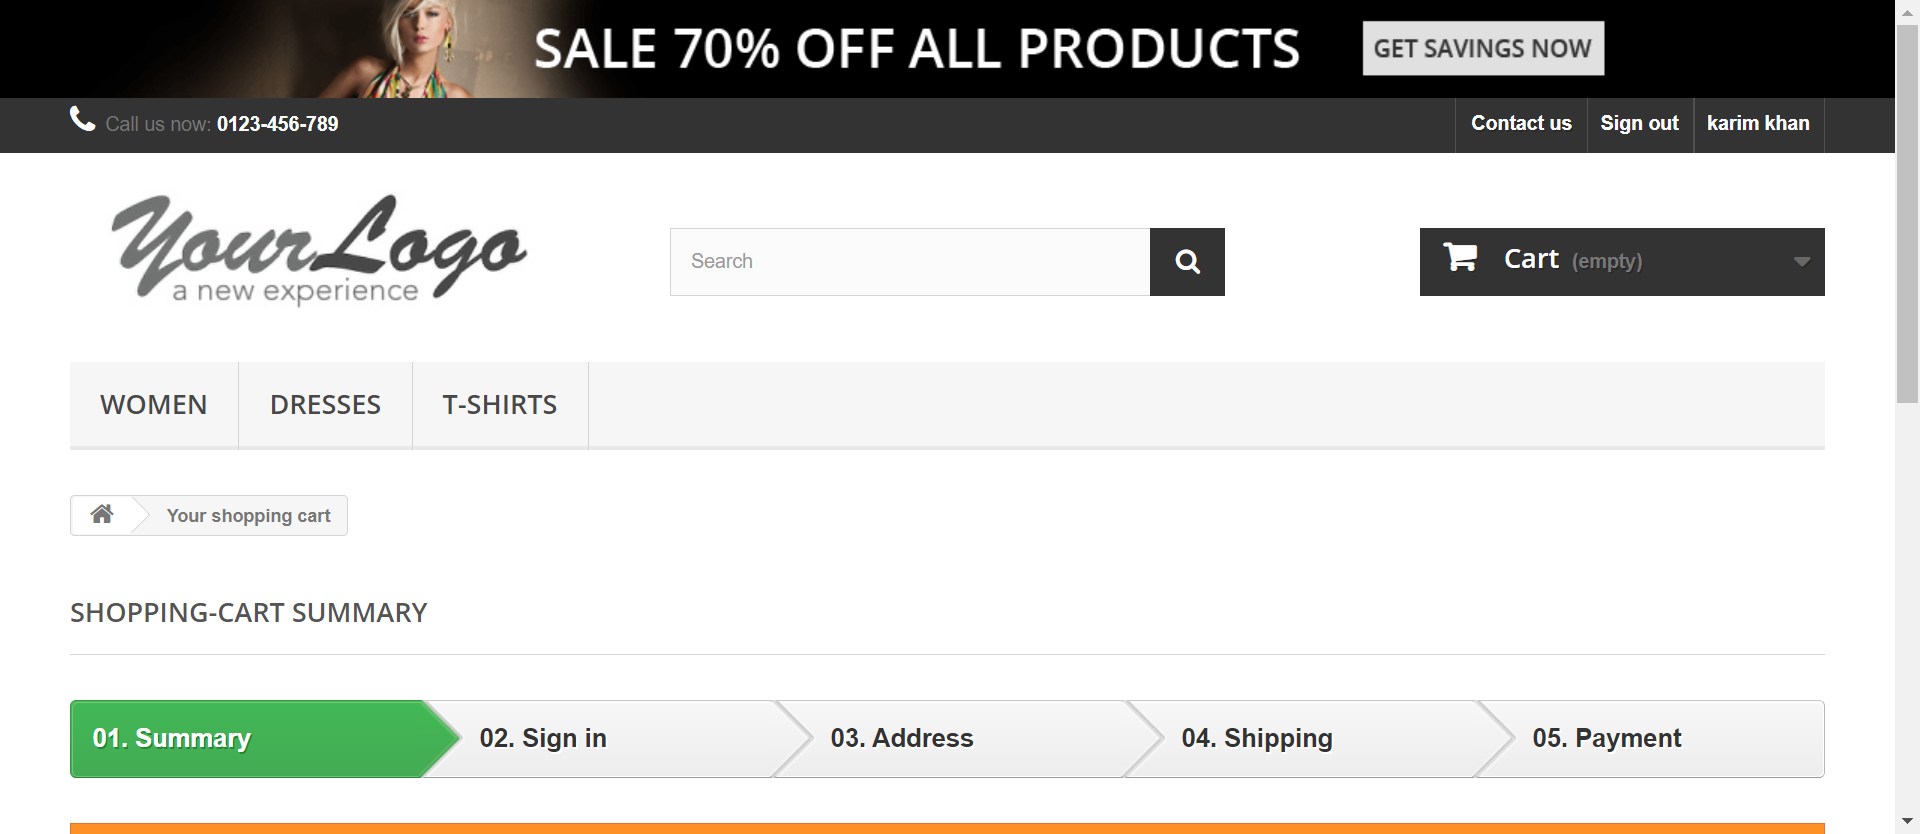 SALE 70% OFF ALL PRODUCTS GET SAVINGS NOW
Call us now: 0123-456-789 Contact us Sign out karim khan
YourLogo
a new experience
Search Cart (empty)
WOMEN DRESSES T-SHIRTS
Your shopping cart
SHOPPING-CART SUMMARY
01. Summary 02. Sign in 03. Address 04. Shipping 05. Payment